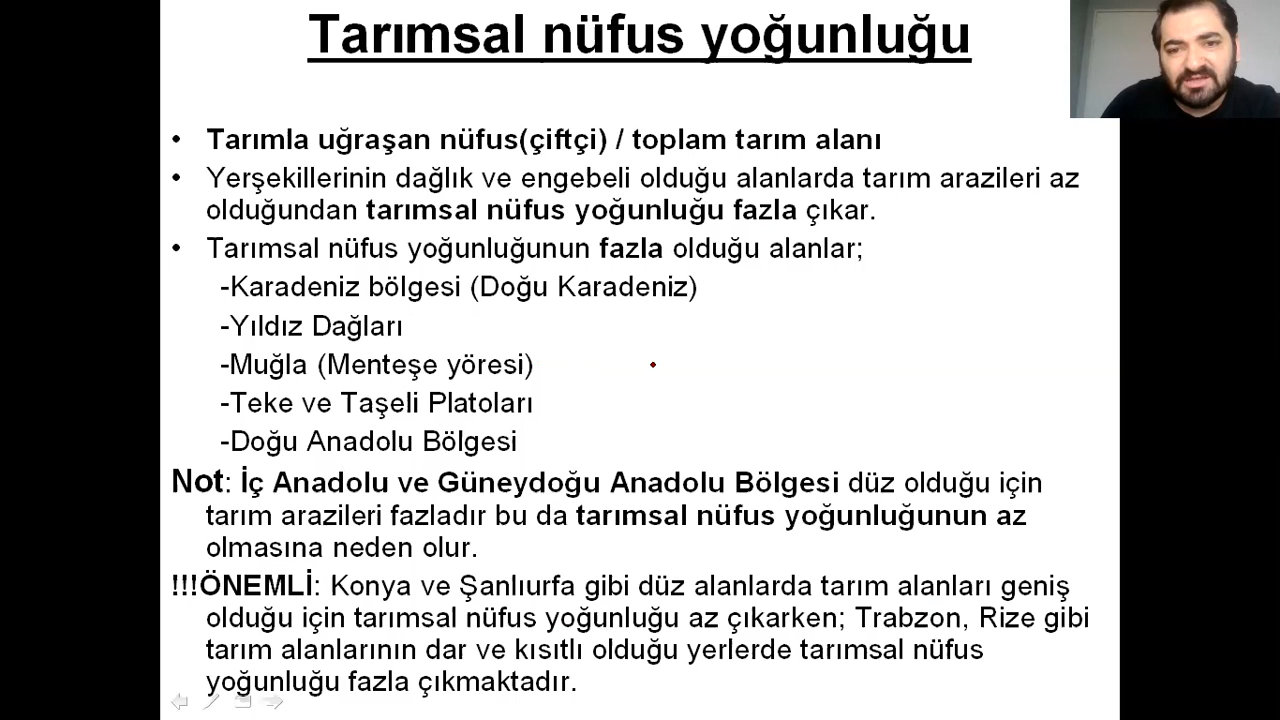 Tarımsal nüfus yoğunluğu
• Tarımla uğraşan nüfus(çiftçi) / toplam tarım alanı
• Yerşekillerinin dağlık ve engebeli olduğu alanlarda tarım arazileri az
olduğundan tarımsal nüfus yoğunluğu fazla çıkar.
• Tarımsal nüfus yoğunluğunun fazla olduğu alanlar;
-Karadeniz bölgesi (Doğu Karadeniz)
-Yıldız Dağları
-Muğla (Menteşe yöresi)
-Teke ve Taşeli Platoları
-Doğu Anadolu Bölgesi
Not: İç Anadolu ve Güneydoğu Anadolu Bölgesi düz olduğu için
tarım arazileri fazladır bu da tarımsal nüfus yoğunluğunun az
olmasına neden olur.
!!!ÖNEMLİ: Konya ve Şanlıurfa gibi düz alanlarda tarım alanları geniş
olduğu için tarımsal nüfus yoğunluğu az çıkarken; Trabzon, Rize gibi
tarım alanlarının dar ve kısıtlı olduğu yerlerde tarımsal nüfus
yoğunluğu fazla çıkmaktadır.